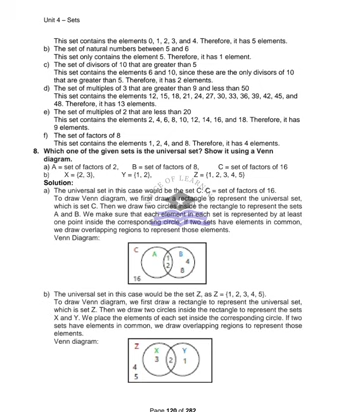 Unit 4 – Sets
This set contains the elements 0, 1, 2, 3, and 4. Therefore, it has 5 elements.
b) The set of natural numbers between 5 and 6
This set only contains the element 5. Therefore, it has 1 element.
c) The set of divisors of 10 that are greater than 5
This set contains the elements 6 and 10, since these are the only divisors of 10
that are greater than 5. Therefore, it has 2 elements.
d) The set of multiples of 3 that are greater than 9 and less than 50
This set contains the elements 12, 15, 18, 21, 24, 27, 30, 33, 36, 39, 42, 45, and
48. Therefore, it has 13 elements.
e) The set of multiples of 2 that are less than 20
This set contains the elements 2, 4, 6, 8, 10, 12, 14, 16, and 18. Therefore, it has
9 elements.
f) The set of factors of 8
This set contains the elements 1, 2, 4, and 8. Therefore, it has 4 elements.
8. Which one of the given sets is the universal set? Show it using a Venn
diagram.
a) A = set of factors of 2, B = set of factors of 8, C = set of factors of 16
b) X = {2, 3}, Y = {1, 2}, Z = {1, 2, 3, 4, 5}
Solution:
a) The universal set in this case would be the set C. C = set of factors of 16.
To draw Venn diagram, we first draw a rectangle to represent the universal set,
which is set C. Then we draw two circles inside the rectangle to represent the sets
A and B. We make sure that each element in each set is represented by at least
one point inside the corresponding circle. If two sets have elements in common,
we draw overlapping regions to represent those elements.
Venn Diagram:
C
A B
1
2
4
8
16
b) The universal set in this case would be the set Z, as Z = {1, 2, 3, 4, 5}.
To draw Venn diagram, we first draw a rectangle to represent the universal set,
which is set Z. Then we draw two circles inside the rectangle to represent the sets
X and Y. We place the elements of each set inside the corresponding circle. If two
sets have elements in common, we draw overlapping regions to represent those
elements.
Venn diagram:
Z
X Y
3 2 1
4
5
Page 120 of 282